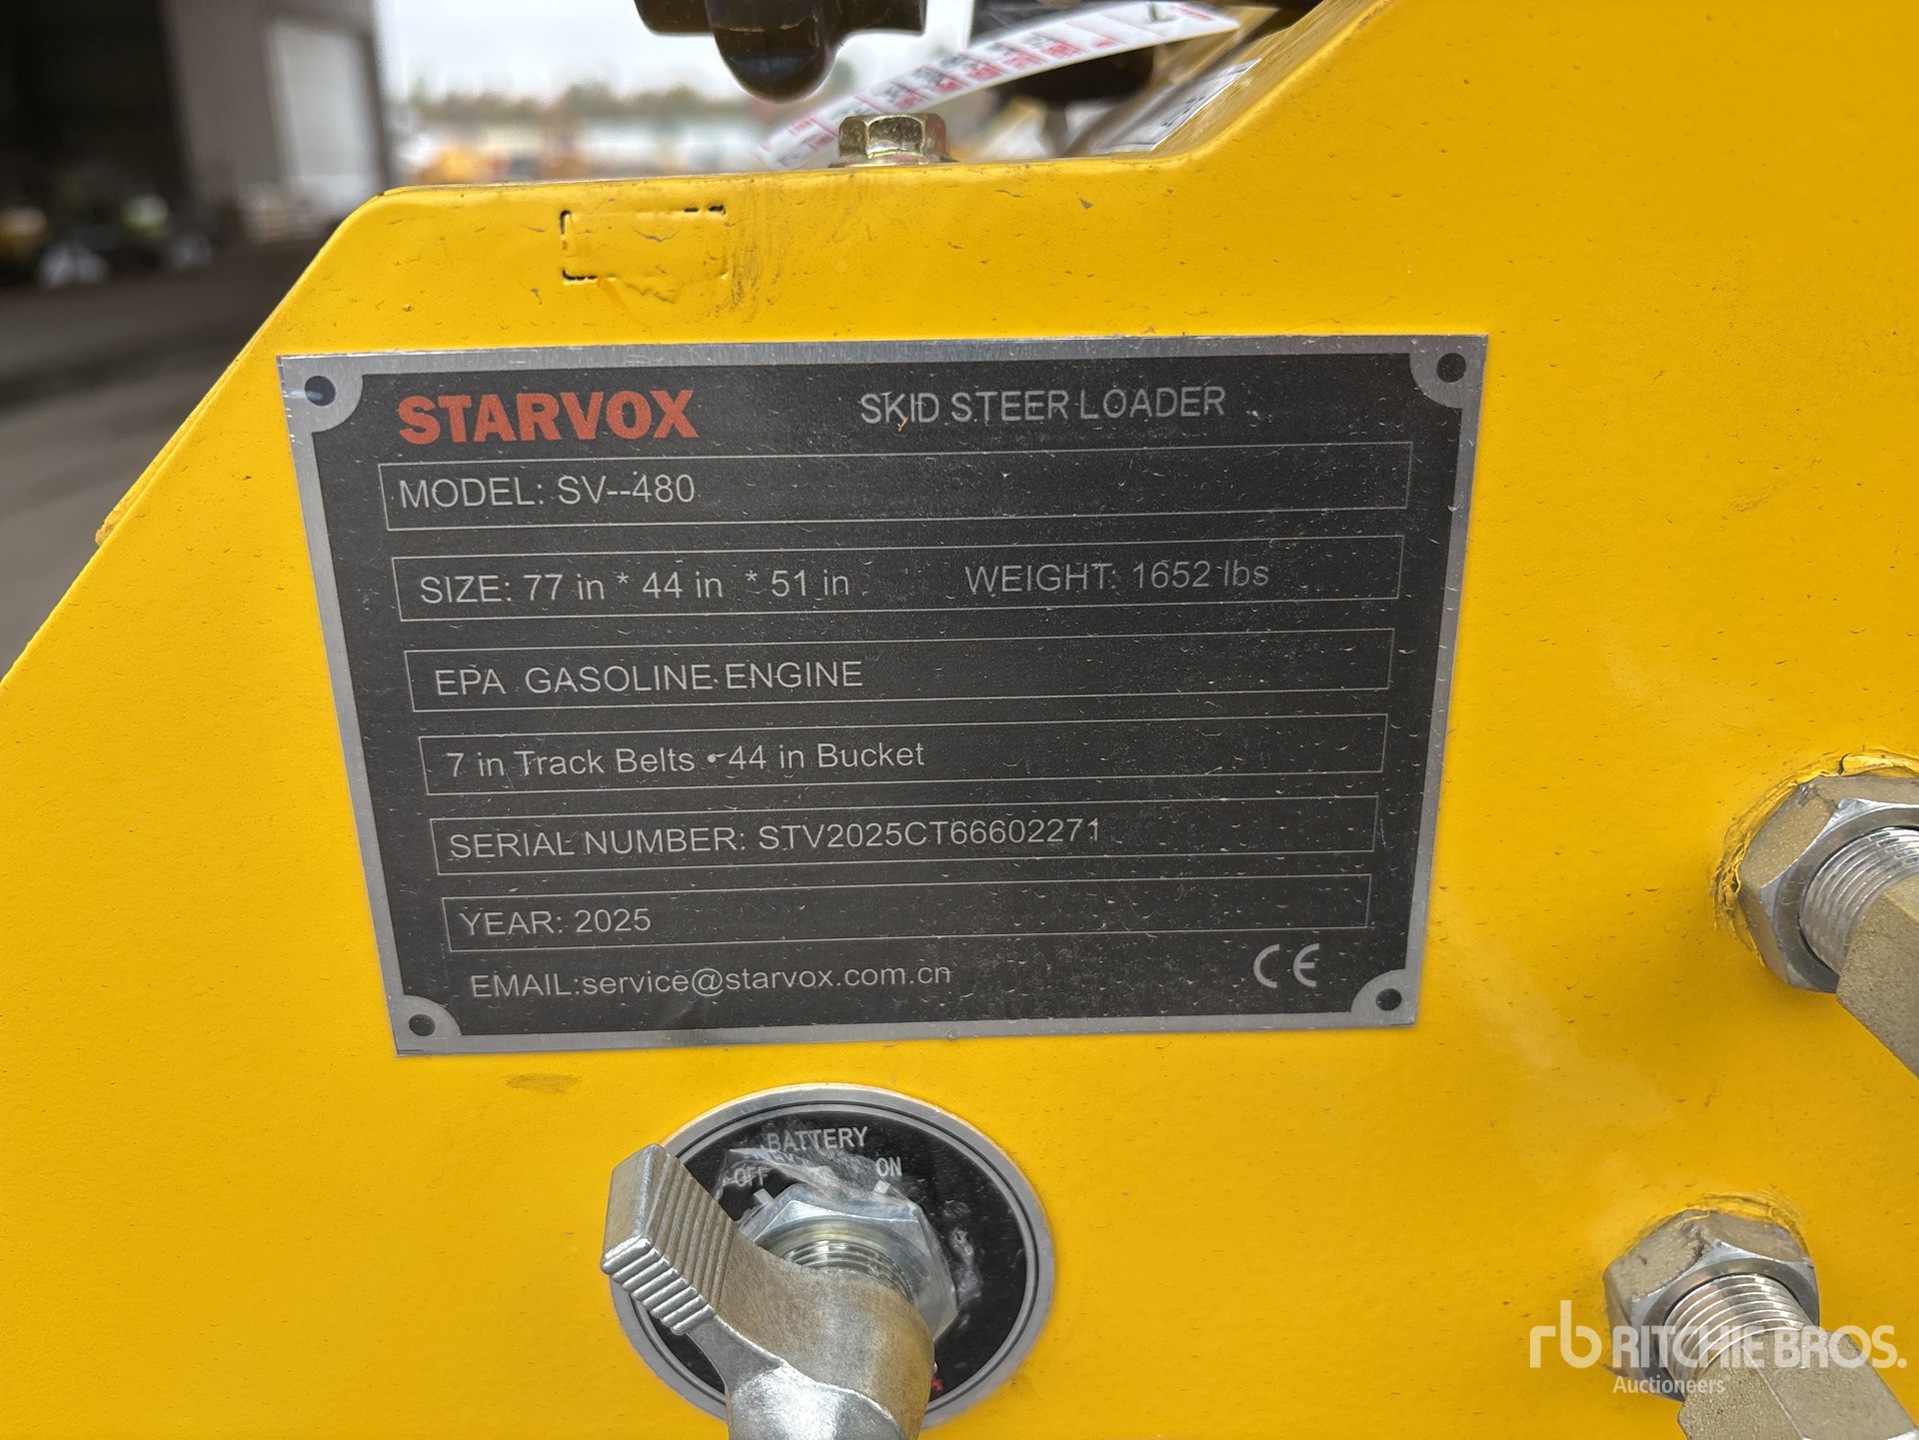 STARVOX SKID STEER LOADER
MODEL: SV--480
SIZE: 77 in * 44 in * 51 in WEIGHT: 1652 lbs
EPA GASOLINE ENGINE
7 in Track Belts • 44 in Bucket
SERIAL NUMBER: STV2025CT66602271
YEAR: 2025
EMAIL:service@starvox.com.cn CE
BATTERY
OFF ON
rb RITCHIE BROS.
Auctioneers